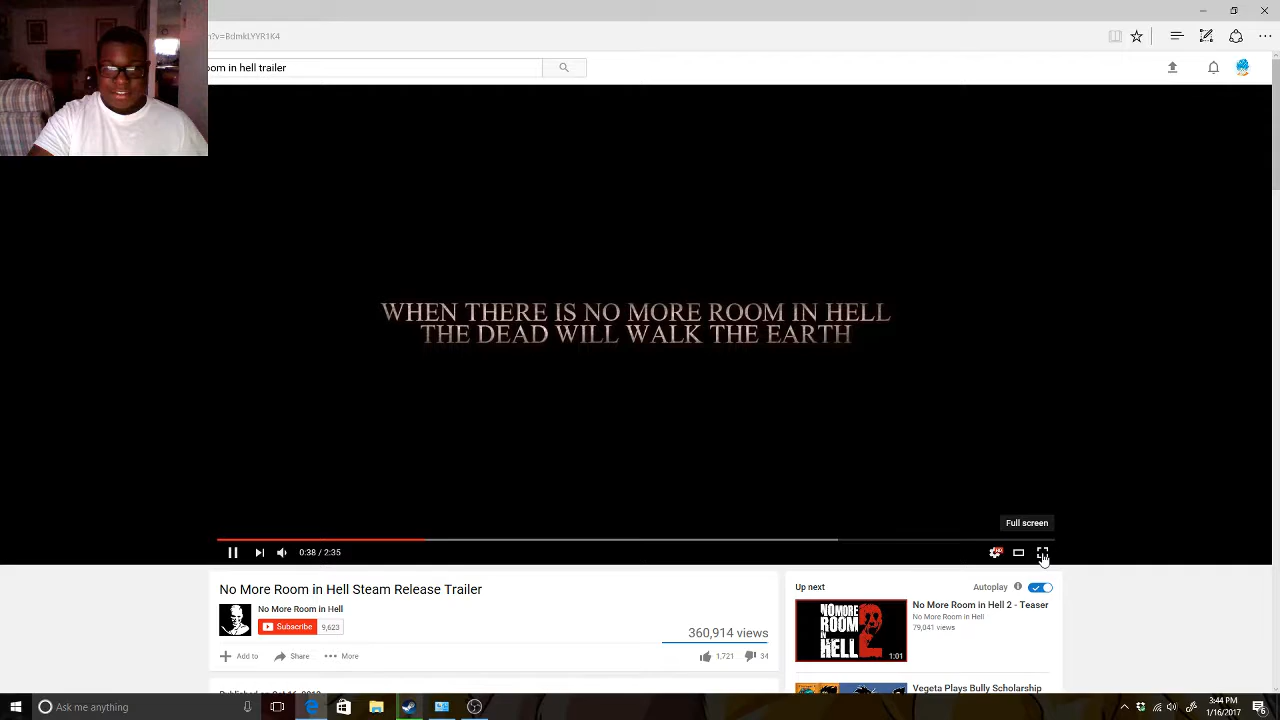 n?v=BdmkLYYR1K4
om in hell trailer
WHEN THERE IS NO MORE ROOM IN HELL
THE DEAD WILL WALK THE EARTH
Full screen
0:38 / 2:35
No More Room in Hell Steam Release Trailer
No More Room in Hell
Subscribe 9,623
360,914 views
Add to Share More 1,721 34
Up next Autoplay
NO MORE ROOM IN HELL 2
1:01
No More Room in Hell 2 - Teaser
No More Room in Hell
79,041 views
Vegeta Plays Bully Scholarship
Ask me anything
3:44 PM
1/16/2017
6